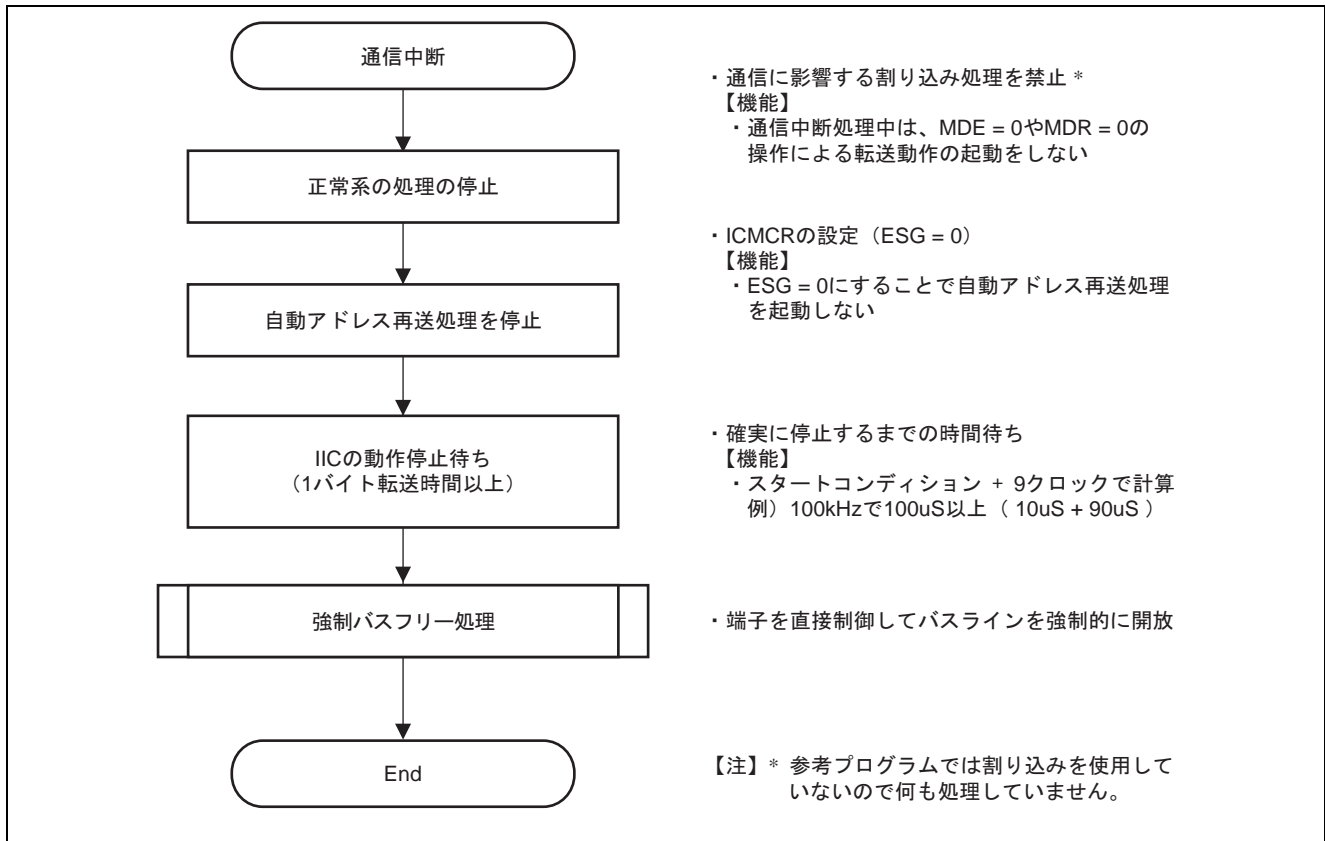 通信中断
・通信に影響する割り込み処理を禁止 *
【機能】
・通信中断処理中は、MDE = 0やMDR = 0の
操作による転送動作の起動をしない
正常系の処理の停止
・ICMCRの設定（ESG = 0）
【機能】
・ESG = 0にすることで自動アドレス再送処理
を起動しない
自動アドレス再送処理を停止
IICの動作停止待ち
（1バイト転送時間以上）
・確実に停止するまでの時間待ち
【機能】
・スタートコンディション + 9クロックで計算
例）100kHzで100uS以上（ 10uS + 90uS ）
強制バスフリー処理
・端子を直接制御してバスラインを強制的に開放
End
【注】* 参考プログラムでは割り込みを使用して
いないので何も処理していません。